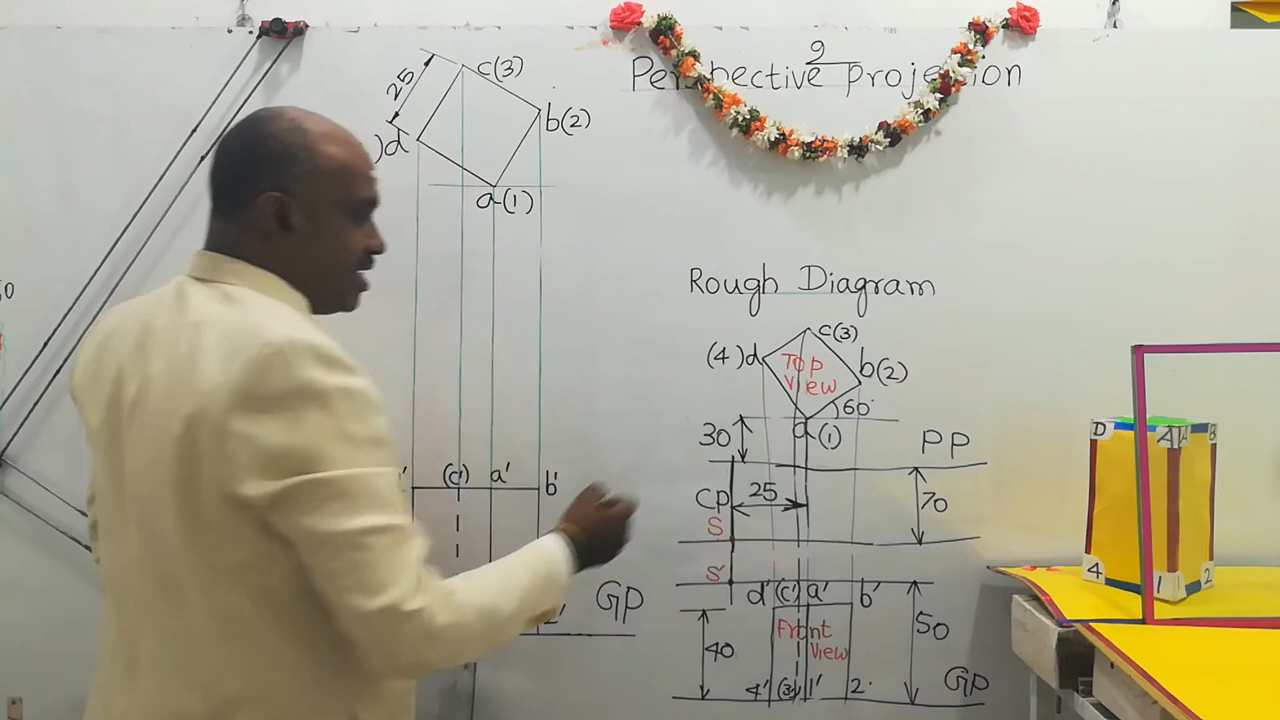 Perspective projection
9
25
c(3)
b(2)
)d
a(1)
(c')
a'
b'
GP
Rough Diagram
c(3)
(4)d
Top
View
b(2)
60°
a(1)
30
PP
CP
25
70
S
S'
d'
(c')
a'
b'
Front
View
50
40
4'
(3')
1'
2'
GP
D
A
B
4
1
2
50